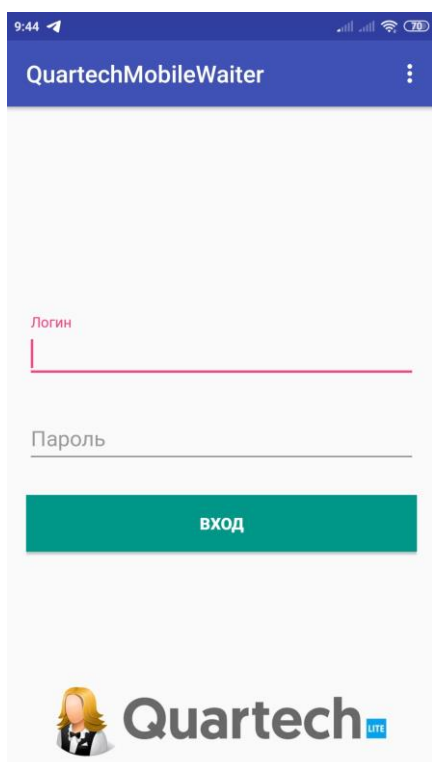 9:44 70
QuartechMobileWaiter
Логин
Пароль
ВХОД
Quartech LITE